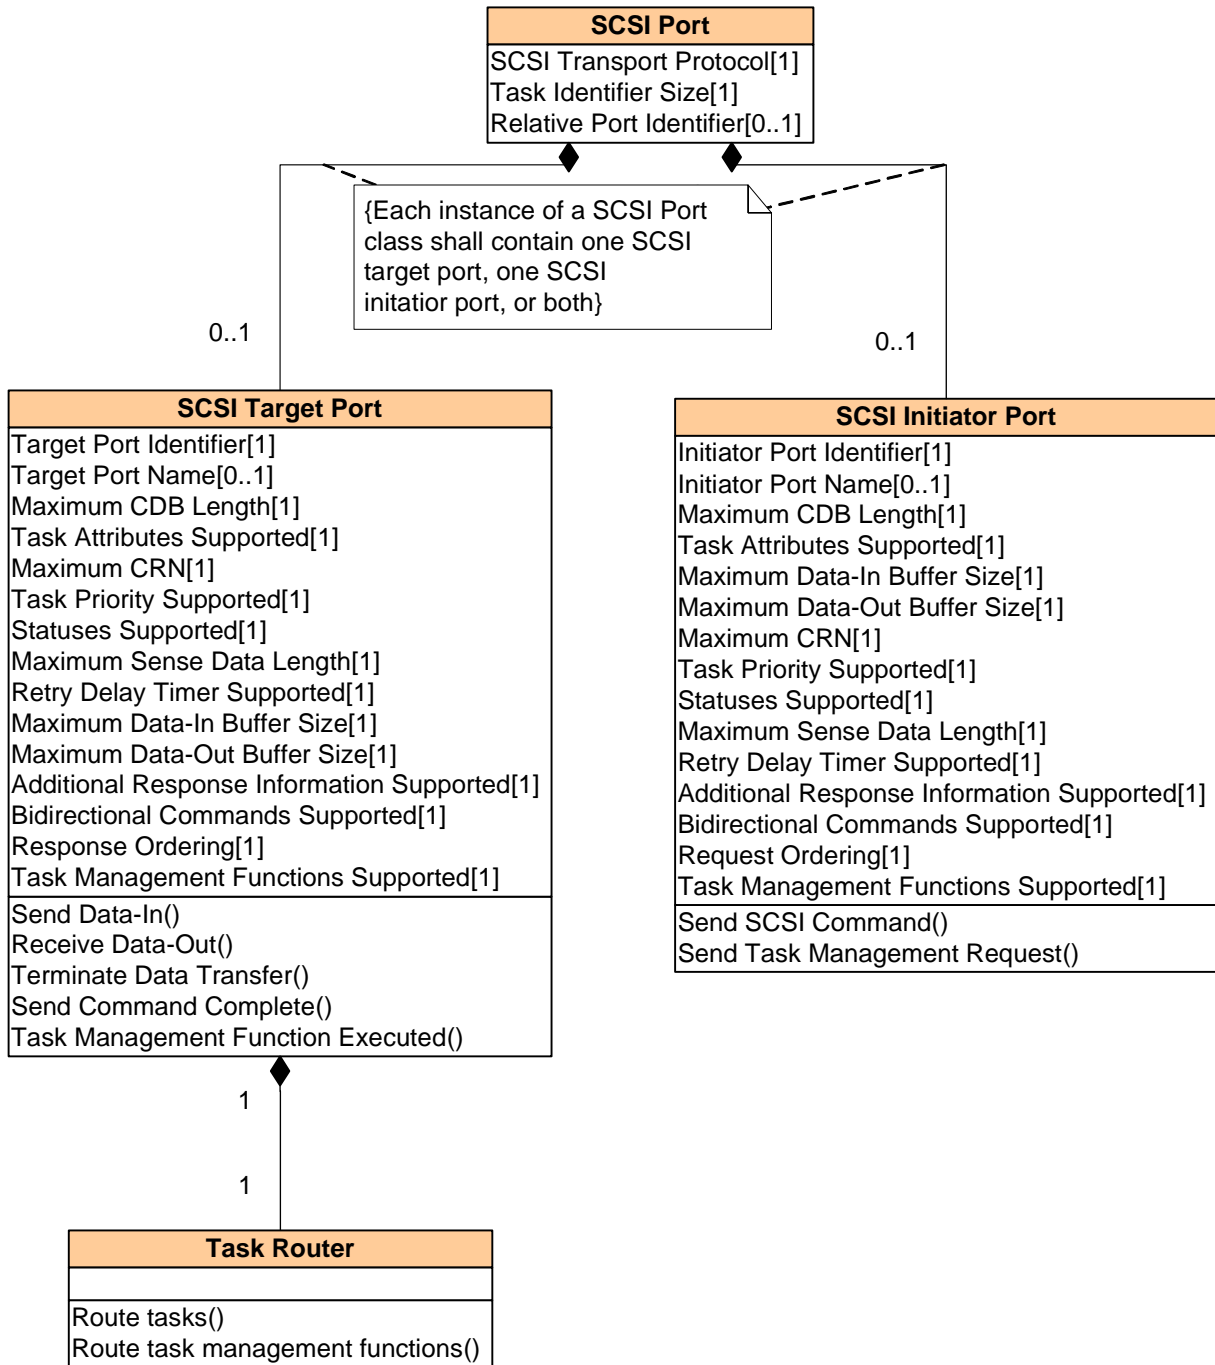 SCSI Port
SCSI Transport Protocol[1]
Task Identifier Size[1]
Relative Port Identifier[0..1]
{Each instance of a SCSI Port
class shall contain one SCSI
target port, one SCSI
initatior port, or both}
0..1
0..1
SCSI Target Port
Target Port Identifier[1]
Target Port Name[0..1]
Maximum CDB Length[1]
Task Attributes Supported[1]
Maximum CRN[1]
Task Priority Supported[1]
Statuses Supported[1]
Maximum Sense Data Length[1]
Retry Delay Timer Supported[1]
Maximum Data-In Buffer Size[1]
Maximum Data-Out Buffer Size[1]
Additional Response Information Supported[1]
Bidirectional Commands Supported[1]
Response Ordering[1]
Task Management Functions Supported[1]
Send Data-In()
Receive Data-Out()
Terminate Data Transfer()
Send Command Complete()
Task Management Function Executed()
SCSI Initiator Port
Initiator Port Identifier[1]
Initiator Port Name[0..1]
Maximum CDB Length[1]
Task Attributes Supported[1]
Maximum Data-In Buffer Size[1]
Maximum Data-Out Buffer Size[1]
Maximum CRN[1]
Task Priority Supported[1]
Statuses Supported[1]
Maximum Sense Data Length[1]
Retry Delay Timer Supported[1]
Additional Response Information Supported[1]
Bidirectional Commands Supported[1]
Request Ordering[1]
Task Management Functions Supported[1]
Send SCSI Command()
Send Task Management Request()
1
1
Task Router
Route tasks()
Route task management functions()